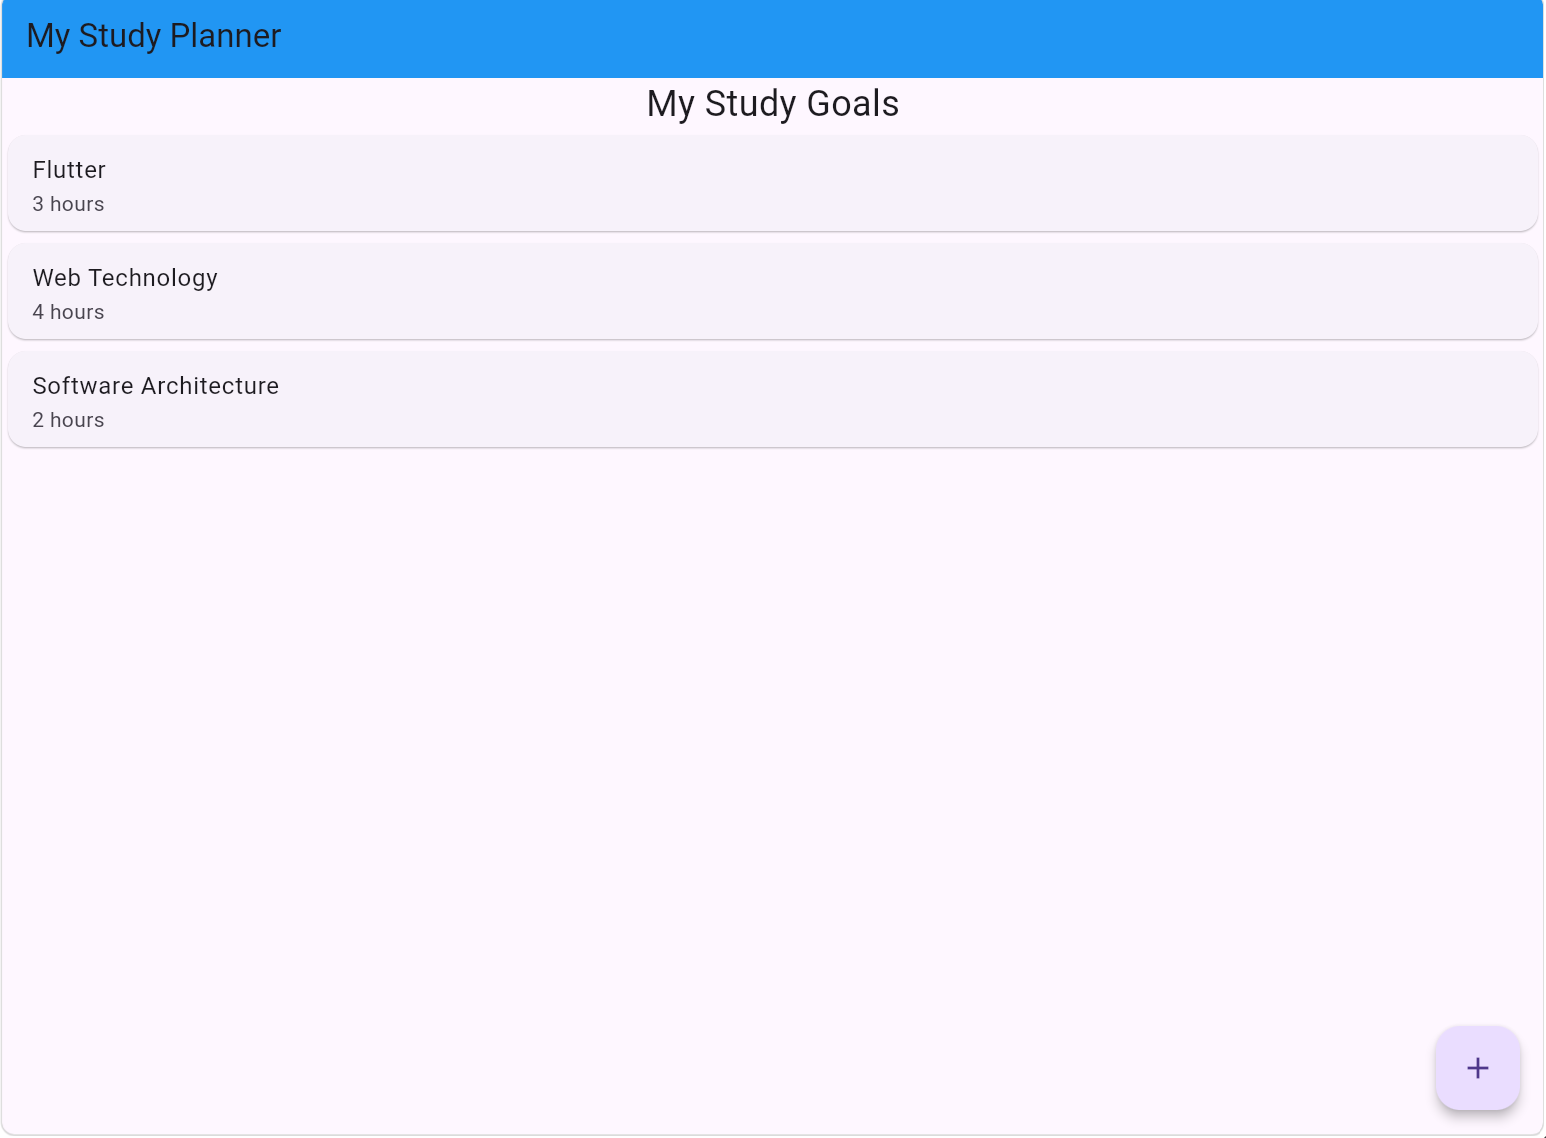 My Study Planner
My Study Goals
Flutter
3 hours
Web Technology
4 hours
Software Architecture
2 hours
+